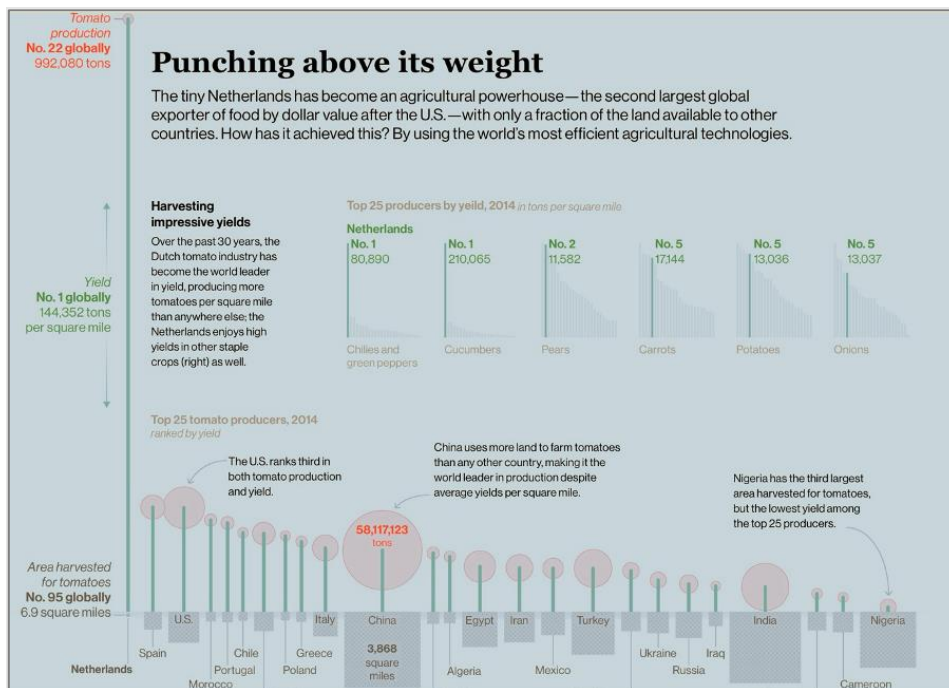 Tomato
production
No. 22 globally
992,080 tons
Punching above its weight
The tiny Netherlands has become an agricultural powerhouse—the second largest global
exporter of food by dollar value after the U.S.—with only a fraction of the land available to other
countries. How has it achieved this? By using the world's most efficient agricultural technologies.
Yield
No. 1 globally
144,352 tons
per square mile
Harvesting
impressive yields
Over the past 30 years, the
Dutch tomato industry has
become the world leader
in yield, producing more
tomatoes per square mile
than anywhere else; the
Netherlands enjoys high
yields in other staple
crops (right) as well.
Top 25 producers by yeild, 2014 in tons per square mile
Netherlands
No. 1
80,890
Chilies and
green peppers
No. 1
210,065
Cucumbers
No. 2
11,582
Pears
No. 5
17,144
Carrots
No. 5
13,036
Potatoes
No. 5
13,037
Onions
Top 25 tomato producers, 2014
ranked by yield
The U.S. ranks third in
both tomato production
and yield.
China uses more land to farm tomatoes
than any other country, making it the
world leader in production despite
average yields per square mile.
Nigeria has the third largest
area harvested for tomatoes,
but the lowest yield among
the top 25 producers.
58,117,123
tons
Area harvested
for tomatoes
No. 95 globally
6.9 square miles
Netherlands
Spain
U.S.
Morocco
Portugal
Chile
Poland
Greece
Italy
China
3,868
square
miles
Algeria
Egypt
Iran
Mexico
Turkey
Ukraine
Russia
Iraq
India
Cameroon
Nigeria